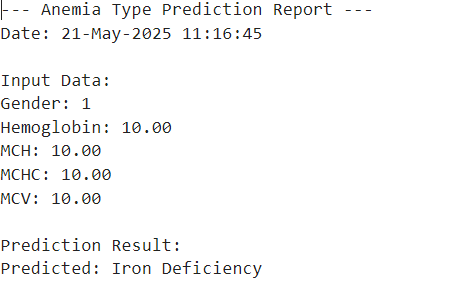 --- Anemia Type Prediction Report ---
Date: 21-May-2025 11:16:45
Input Data:
Gender: 1
Hemoglobin: 10.00
MCH: 10.00
MCHC: 10.00
MCV: 10.00
Prediction Result:
Predicted: Iron Deficiency